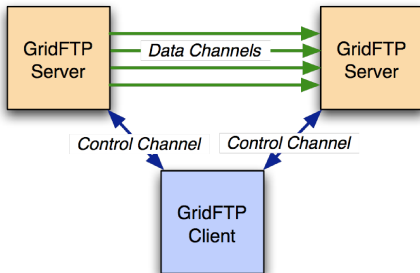 GridFTP
Server
Data Channels
GridFTP
Server
Control Channel
Control Channel
GridFTP
Client